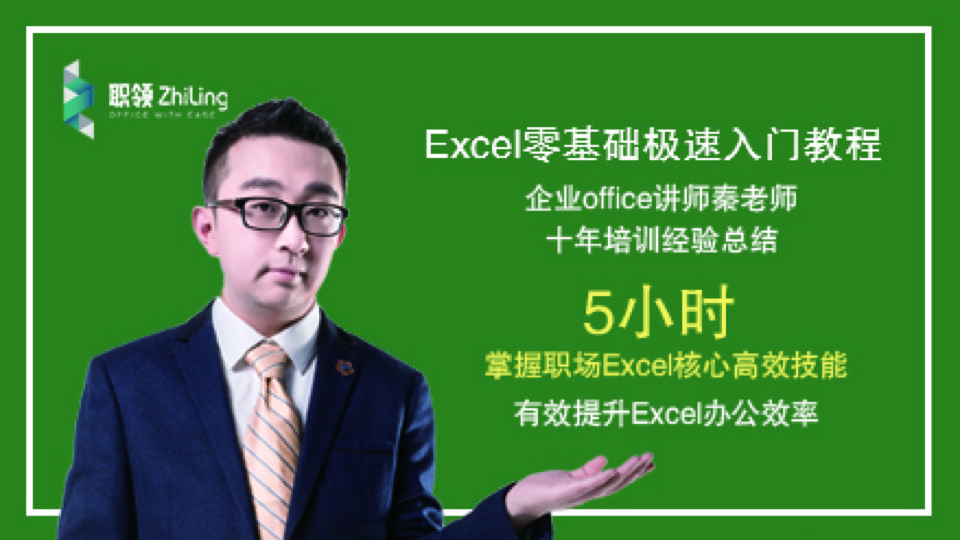 职领 ZhiLing
OFFICE WITH EASE
Excel零基础极速入门教程
企业office讲师秦老师
十年培训经验总结
5小时
掌握职场Excel核心高效技能
有效提升Excel办公效率